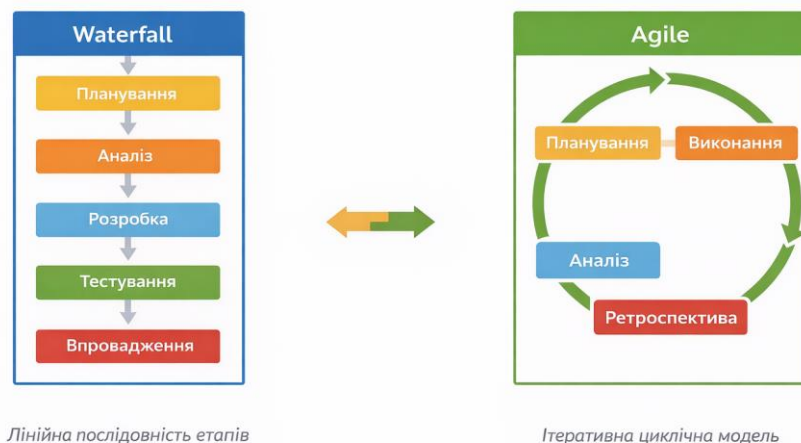 Waterfall
Планування
Аналіз
Розробка
Тестування
Впровадження
Лінійна послідовність етапів
Agile
Планування
Виконання
Аналіз
Ретроспектива
Ітеративна циклічна модель